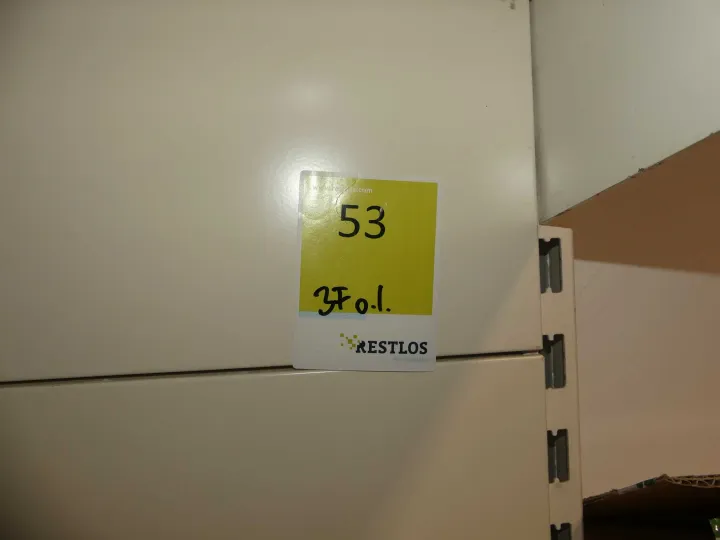 53
3F o.l.
RESTLOS